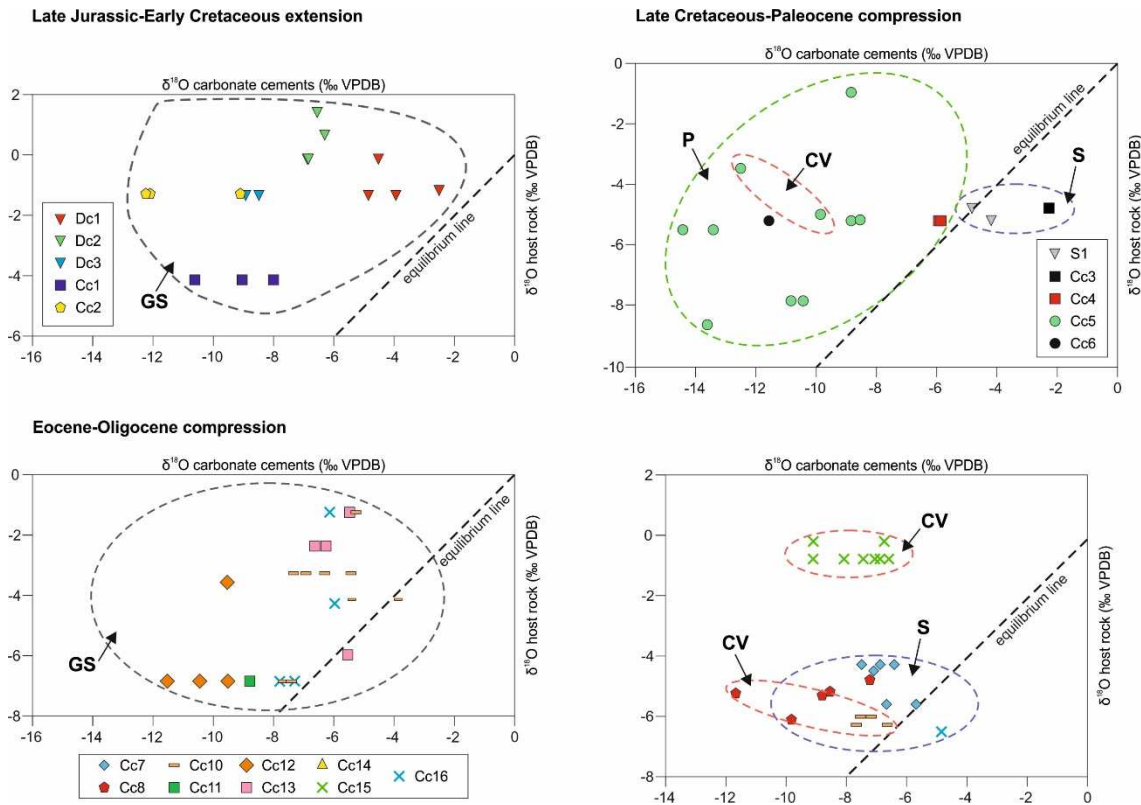 Late Jurassic-Early Cretaceous extension
δ¹⁸O carbonate cements (‰ VPDB)
2
0
-2
-4
-6
-16 -14 -12 -10 -8 -6 -4 -2 0
δ¹⁸O host rock (‰ VPDB)
equilibrium line
GS
Dc1
Dc2
Dc3
Cc1
Cc2
Late Cretaceous-Paleocene compression
δ¹⁸O carbonate cements (‰ VPDB)
0
-2
-4
-6
-8
-10
-16 -14 -12 -10 -8 -6 -4 -2 0
δ¹⁸O host rock (‰ VPDB)
equilibrium line
P
CV
S
S1
Cc3
Cc4
Cc5
Cc6
Eocene-Oligocene compression
δ¹⁸O carbonate cements (‰ VPDB)
0
-2
-4
-6
-8
-16 -14 -12 -10 -8 -6 -4 -2 0
δ¹⁸O host rock (‰ VPDB)
equilibrium line
GS
Cc7 Cc10 Cc12 Cc14 Cc16
Cc8 Cc11 Cc13 Cc15
δ¹⁸O carbonate cements (‰ VPDB)
2
0
-2
-4
-6
-8
-14 -12 -10 -8 -6 -4 -2 0
δ¹⁸O host rock (‰ VPDB)
equilibrium line
CV
S
CV